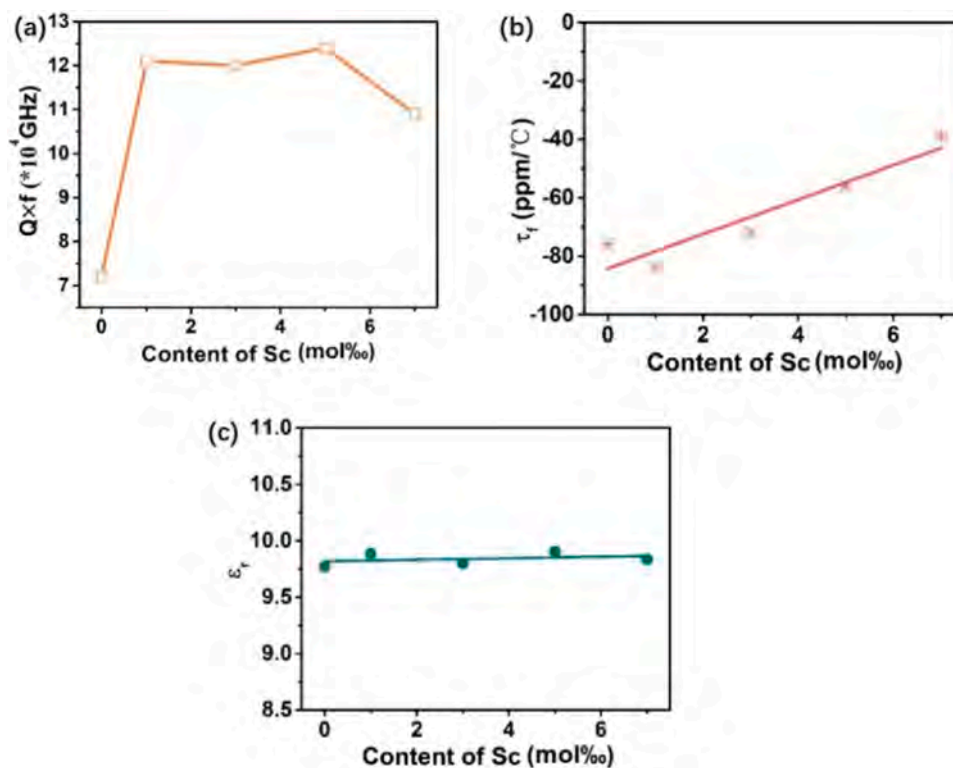 (a)
13
12
11
10
9
8
7
Q×f (*10⁴GHz)
0 2 4 6
Content of Sc (mol‰)
(b)
-0
-20
-40
-60
-80
-100
τf (ppm/℃)
0 2 4 6
Content of Sc (mol‰)
(c)
11.0
10.5
10.0
9.5
9.0
8.5
εr
0 2 4 6
Content of Sc (mol‰)